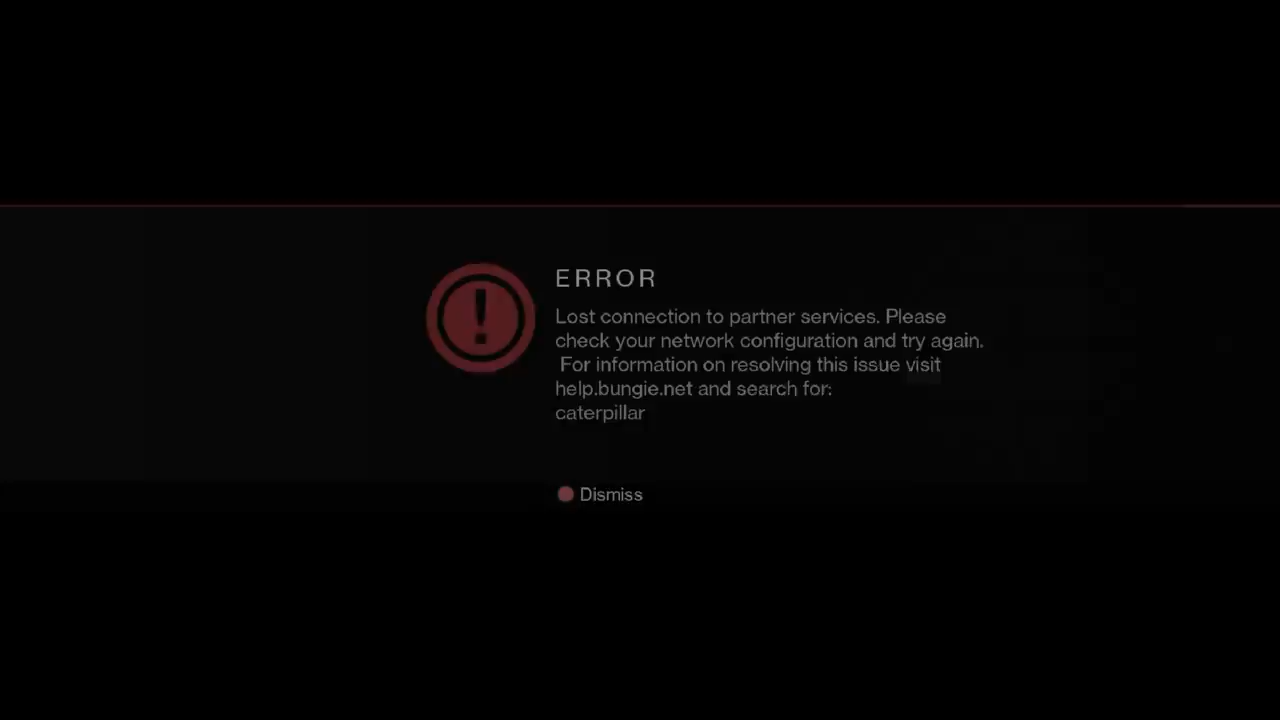 ERROR
Lost connection to partner services. Please
check your network configuration and try again.
For information on resolving this issue visit
help.bungie.net and search for:
caterpillar
Dismiss